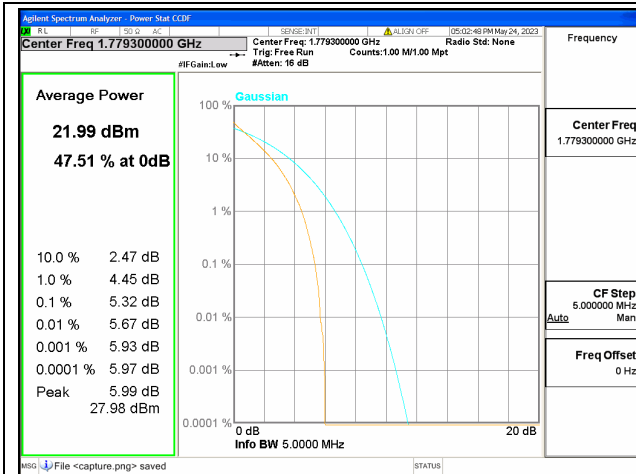 Agilent Spectrum Analyzer - Power Stat CCDF
RL RF 50 Ω AC SENSE:INT ALIGN OFF 05:02:48 PM May 24, 2023
Center Freq 1.779300000 GHz
Center Freq: 1.779300000 GHz Radio Std: None
Trig: Free Run Counts:1.00 M/1.00 Mpt
#IFGain:Low #Atten: 16 dB
Frequency
Average Power
21.99 dBm
47.51 % at 0dB
10.0 % 2.47 dB
1.0 % 4.45 dB
0.1 % 5.32 dB
0.01 % 5.67 dB
0.001 % 5.93 dB
0.0001 % 5.97 dB
Peak 5.99 dB
27.98 dBm
Gaussian
100 %
10 %
1 %
0.1 %
0.01 %
0.001 %
0.0001 %
0 dB 20 dB
Info BW 5.0000 MHz
Center Freq
1.779300000 GHz
CF Step
5.000000 MHz
Auto Man
Freq Offset
0 Hz
MSG File <capture.png> saved STATUS